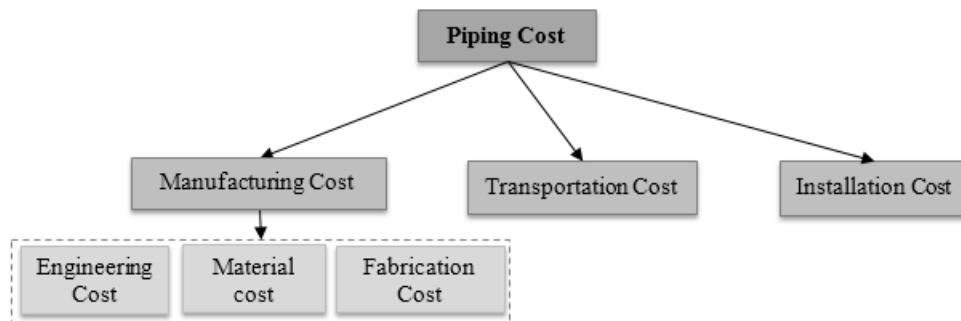 Piping Cost
Manufacturing Cost
Transportation Cost
Installation Cost
Engineering
Cost
Material
cost
Fabrication
Cost